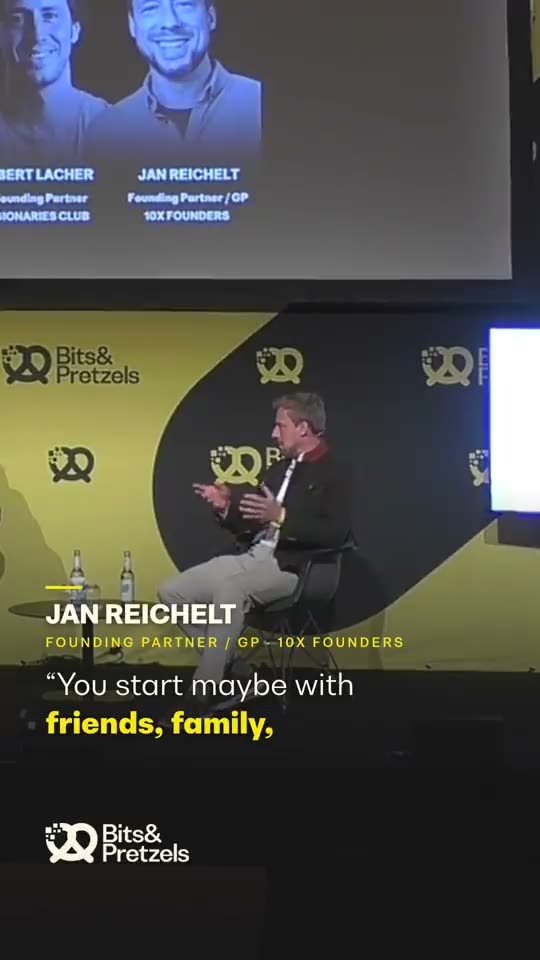 BERT LACHER
JAN REICHELT
ounding Partner
Founding Partner / GP
SIONARIES CLUB
10X FOUNDERS
Bits&
Pretzels
JAN REICHELT
FOUNDING PARTNER / GP - 10X FOUNDERS
“You start maybe with
friends, family,
Bits&
Pretzels